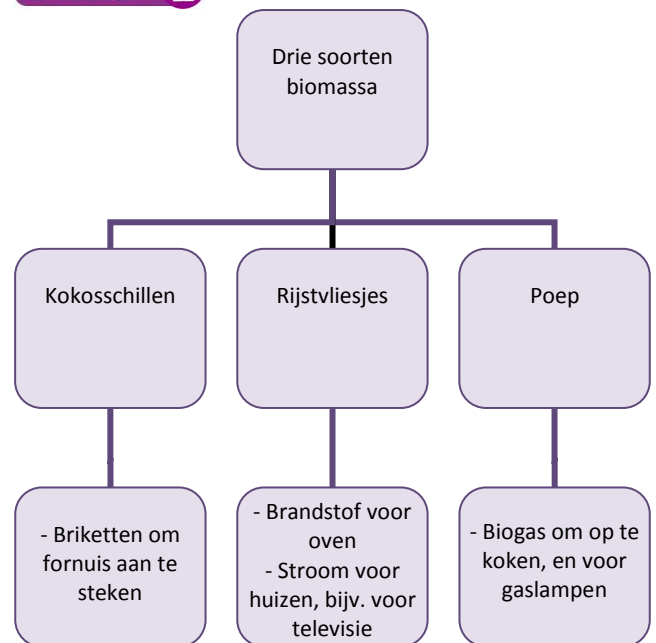 Drie soorten
biomassa
Kokosschillen
Rijstvliesjes
Poep
- Briketten om
fornuis aan te
steken
- Brandstof voor
oven
- Stroom voor
huizen, bijv. voor
televisie
- Biogas om op te
koken, en voor
gaslampen